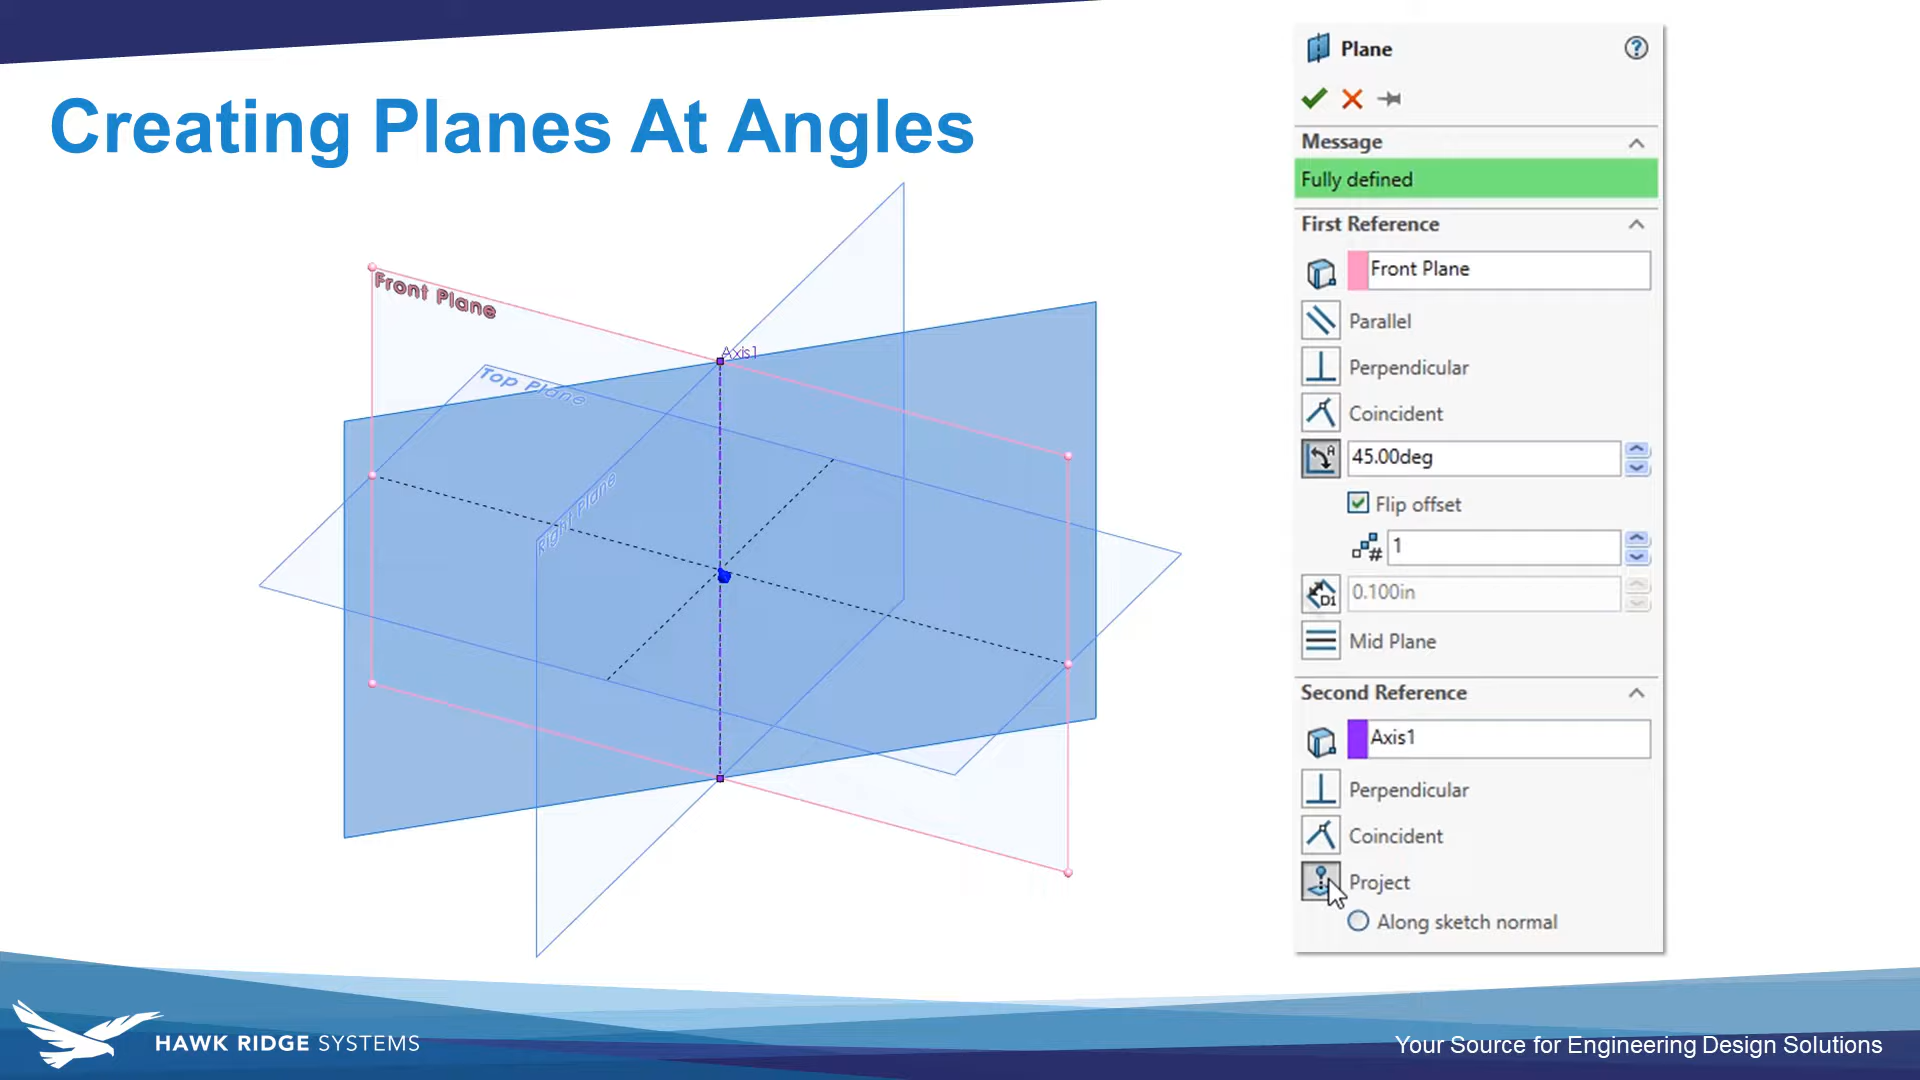 Creating Planes At Angles
Front Plane
Axis1
Top Plane
Right Plane
Plane
?
Message
Fully defined
First Reference
Front Plane
Parallel
Perpendicular
Coincident
A
45.00deg
Flip offset
# 1
D1 0.100in
Mid Plane
Second Reference
Axis1
Perpendicular
Coincident
Project
Along sketch normal
HAWK RIDGE SYSTEMS
Your Source for Engineering Design Solutions